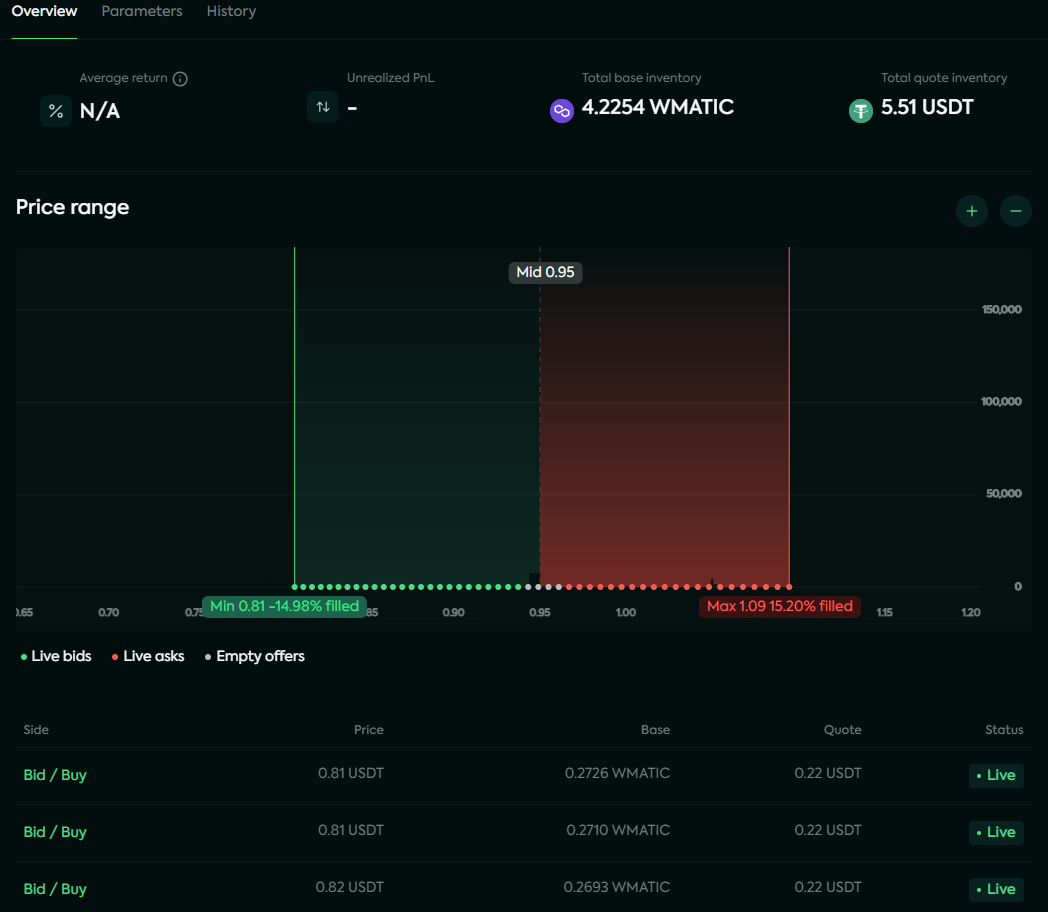 Overview Parameters History
Average return Unrealized PnL Total base inventory Total quote inventory
% N/A - 4.2254 WMATIC 5.51 USDT
Price range
+ −
Mid 0.95
150,000
100,000
50,000
0
0.65 0.70 0.75 Min 0.81 -14.98% filled 85 0.90 0.95 1.00 Max 1.09 15.20% filled 1.15 1.20
Live bids Live asks Empty offers
Side Price Base Quote Status
Bid / Buy 0.81 USDT 0.2726 WMATIC 0.22 USDT Live
Bid / Buy 0.81 USDT 0.2710 WMATIC 0.22 USDT Live
Bid / Buy 0.82 USDT 0.2693 WMATIC 0.22 USDT Live